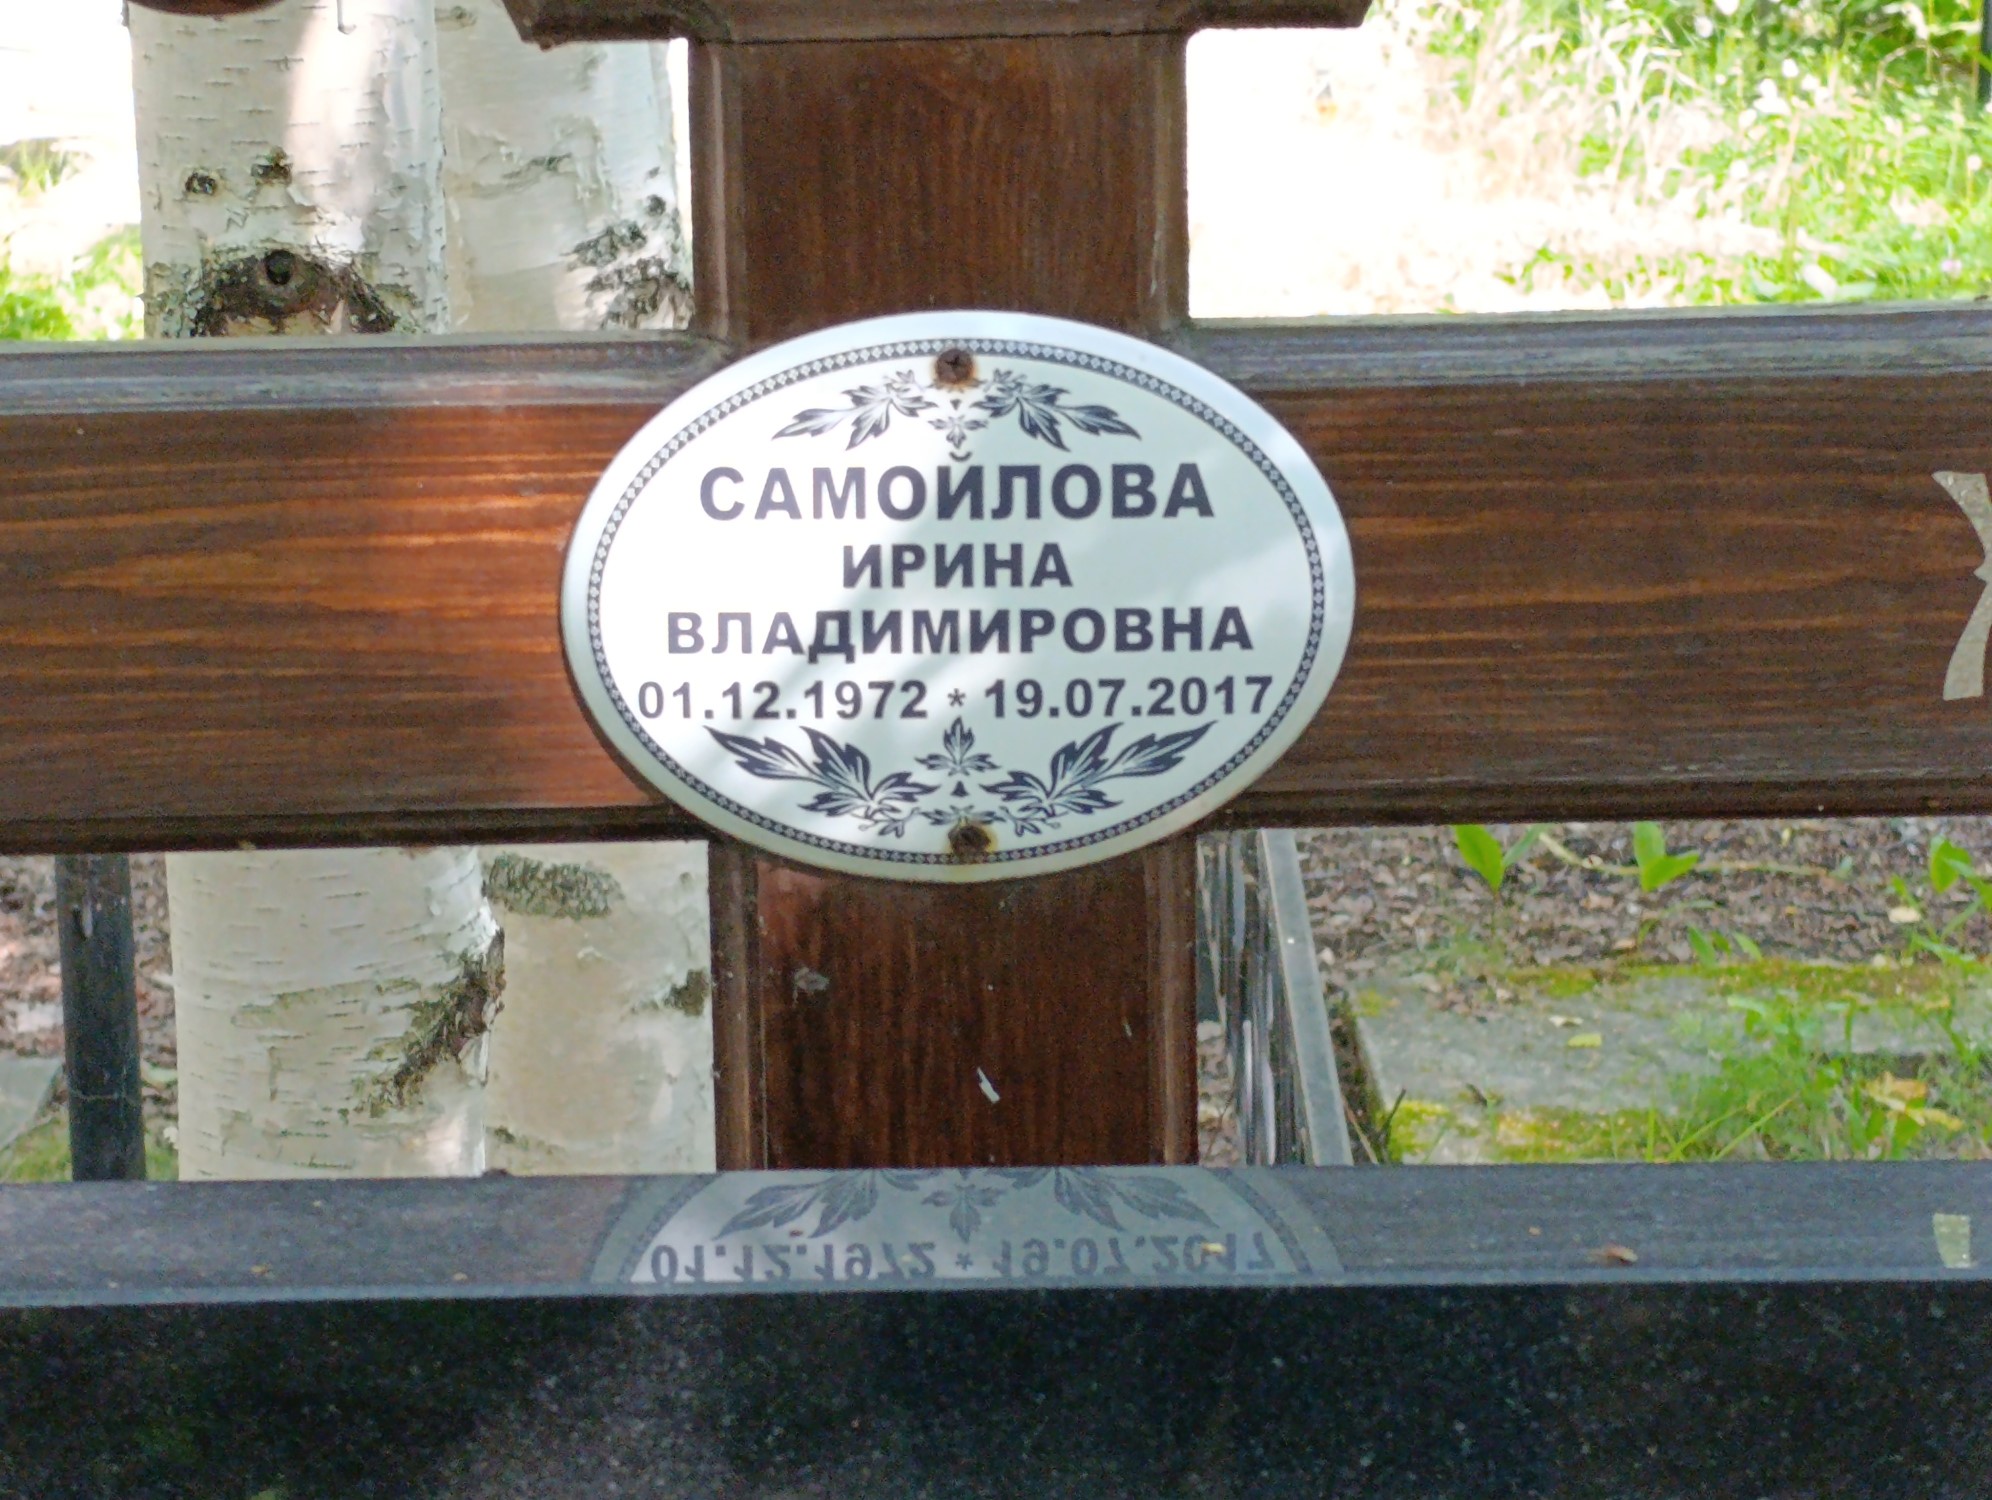 САМОЙЛОВА
ИРИНА
ВЛАДИМИРОВНА
01.12.1972 * 19.07.2017